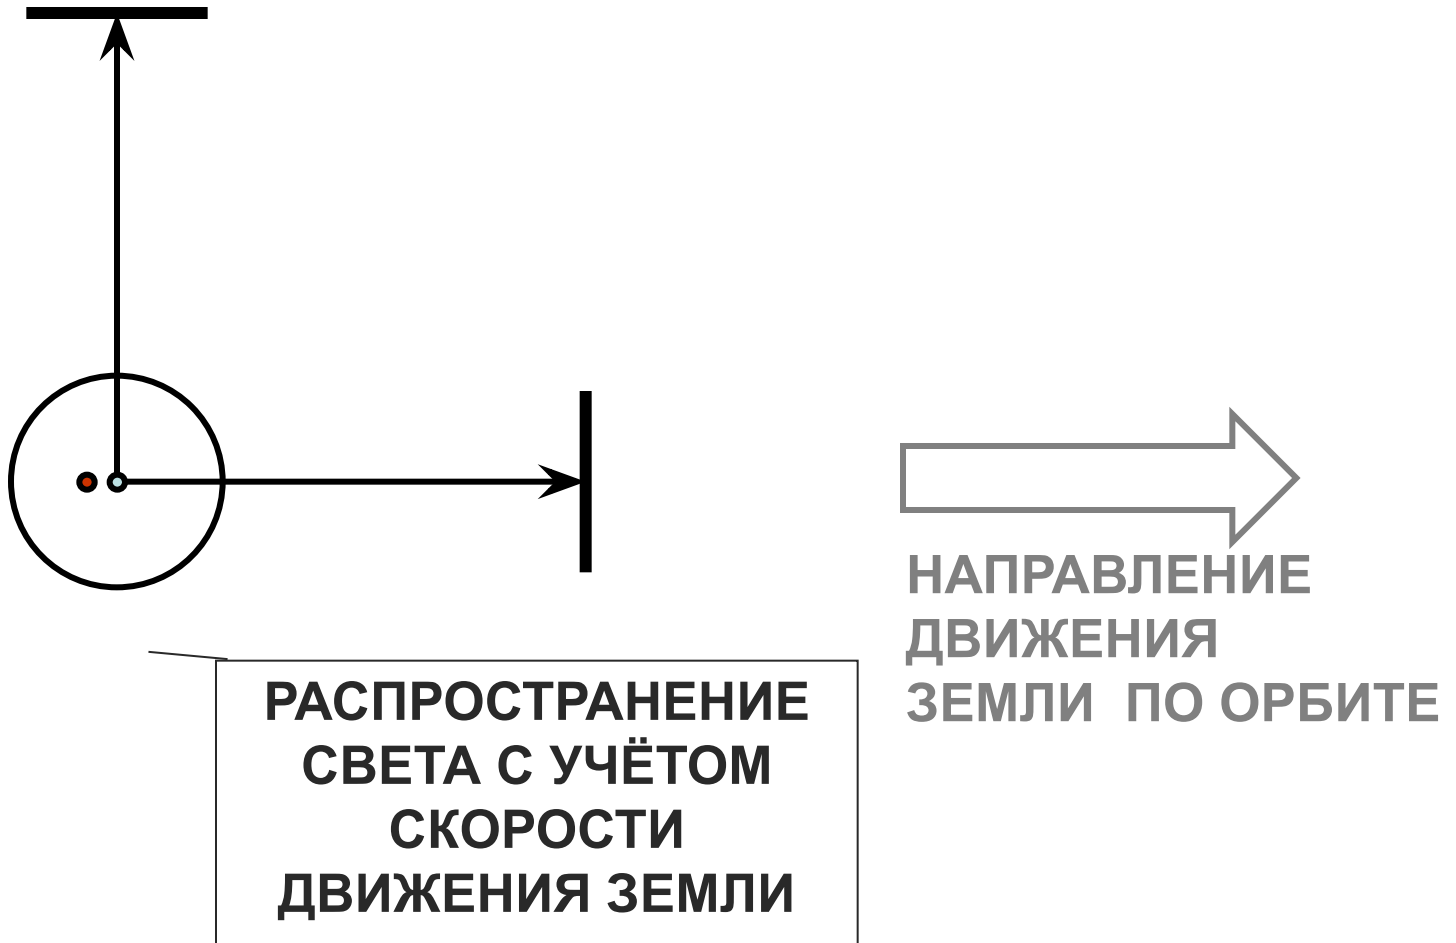 НАПРАВЛЕНИЕ
ДВИЖЕНИЯ
ЗЕМЛИ ПО ОРБИТЕ
РАСПРОСТРАНЕНИЕ
СВЕТА С УЧЁТОМ
СКОРОСТИ
ДВИЖЕНИЯ ЗЕМЛИ